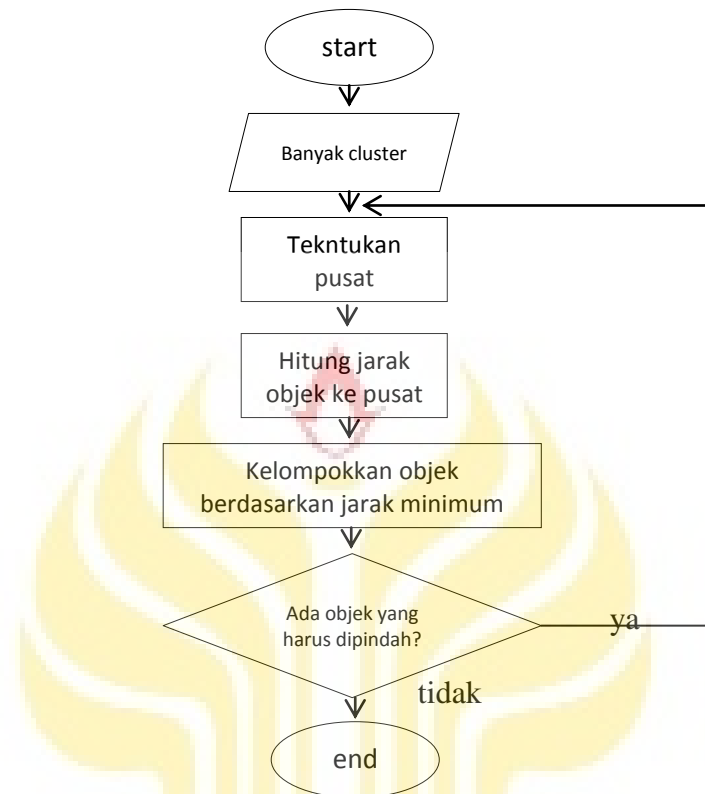 start
Banyak cluster
Tekntukan
pusat
Hitung jarak
objek ke pusat
Kelompokkan objek
berdasarkan jarak minimum
Ada objek yang
harus dipindah?
ya
tidak
end